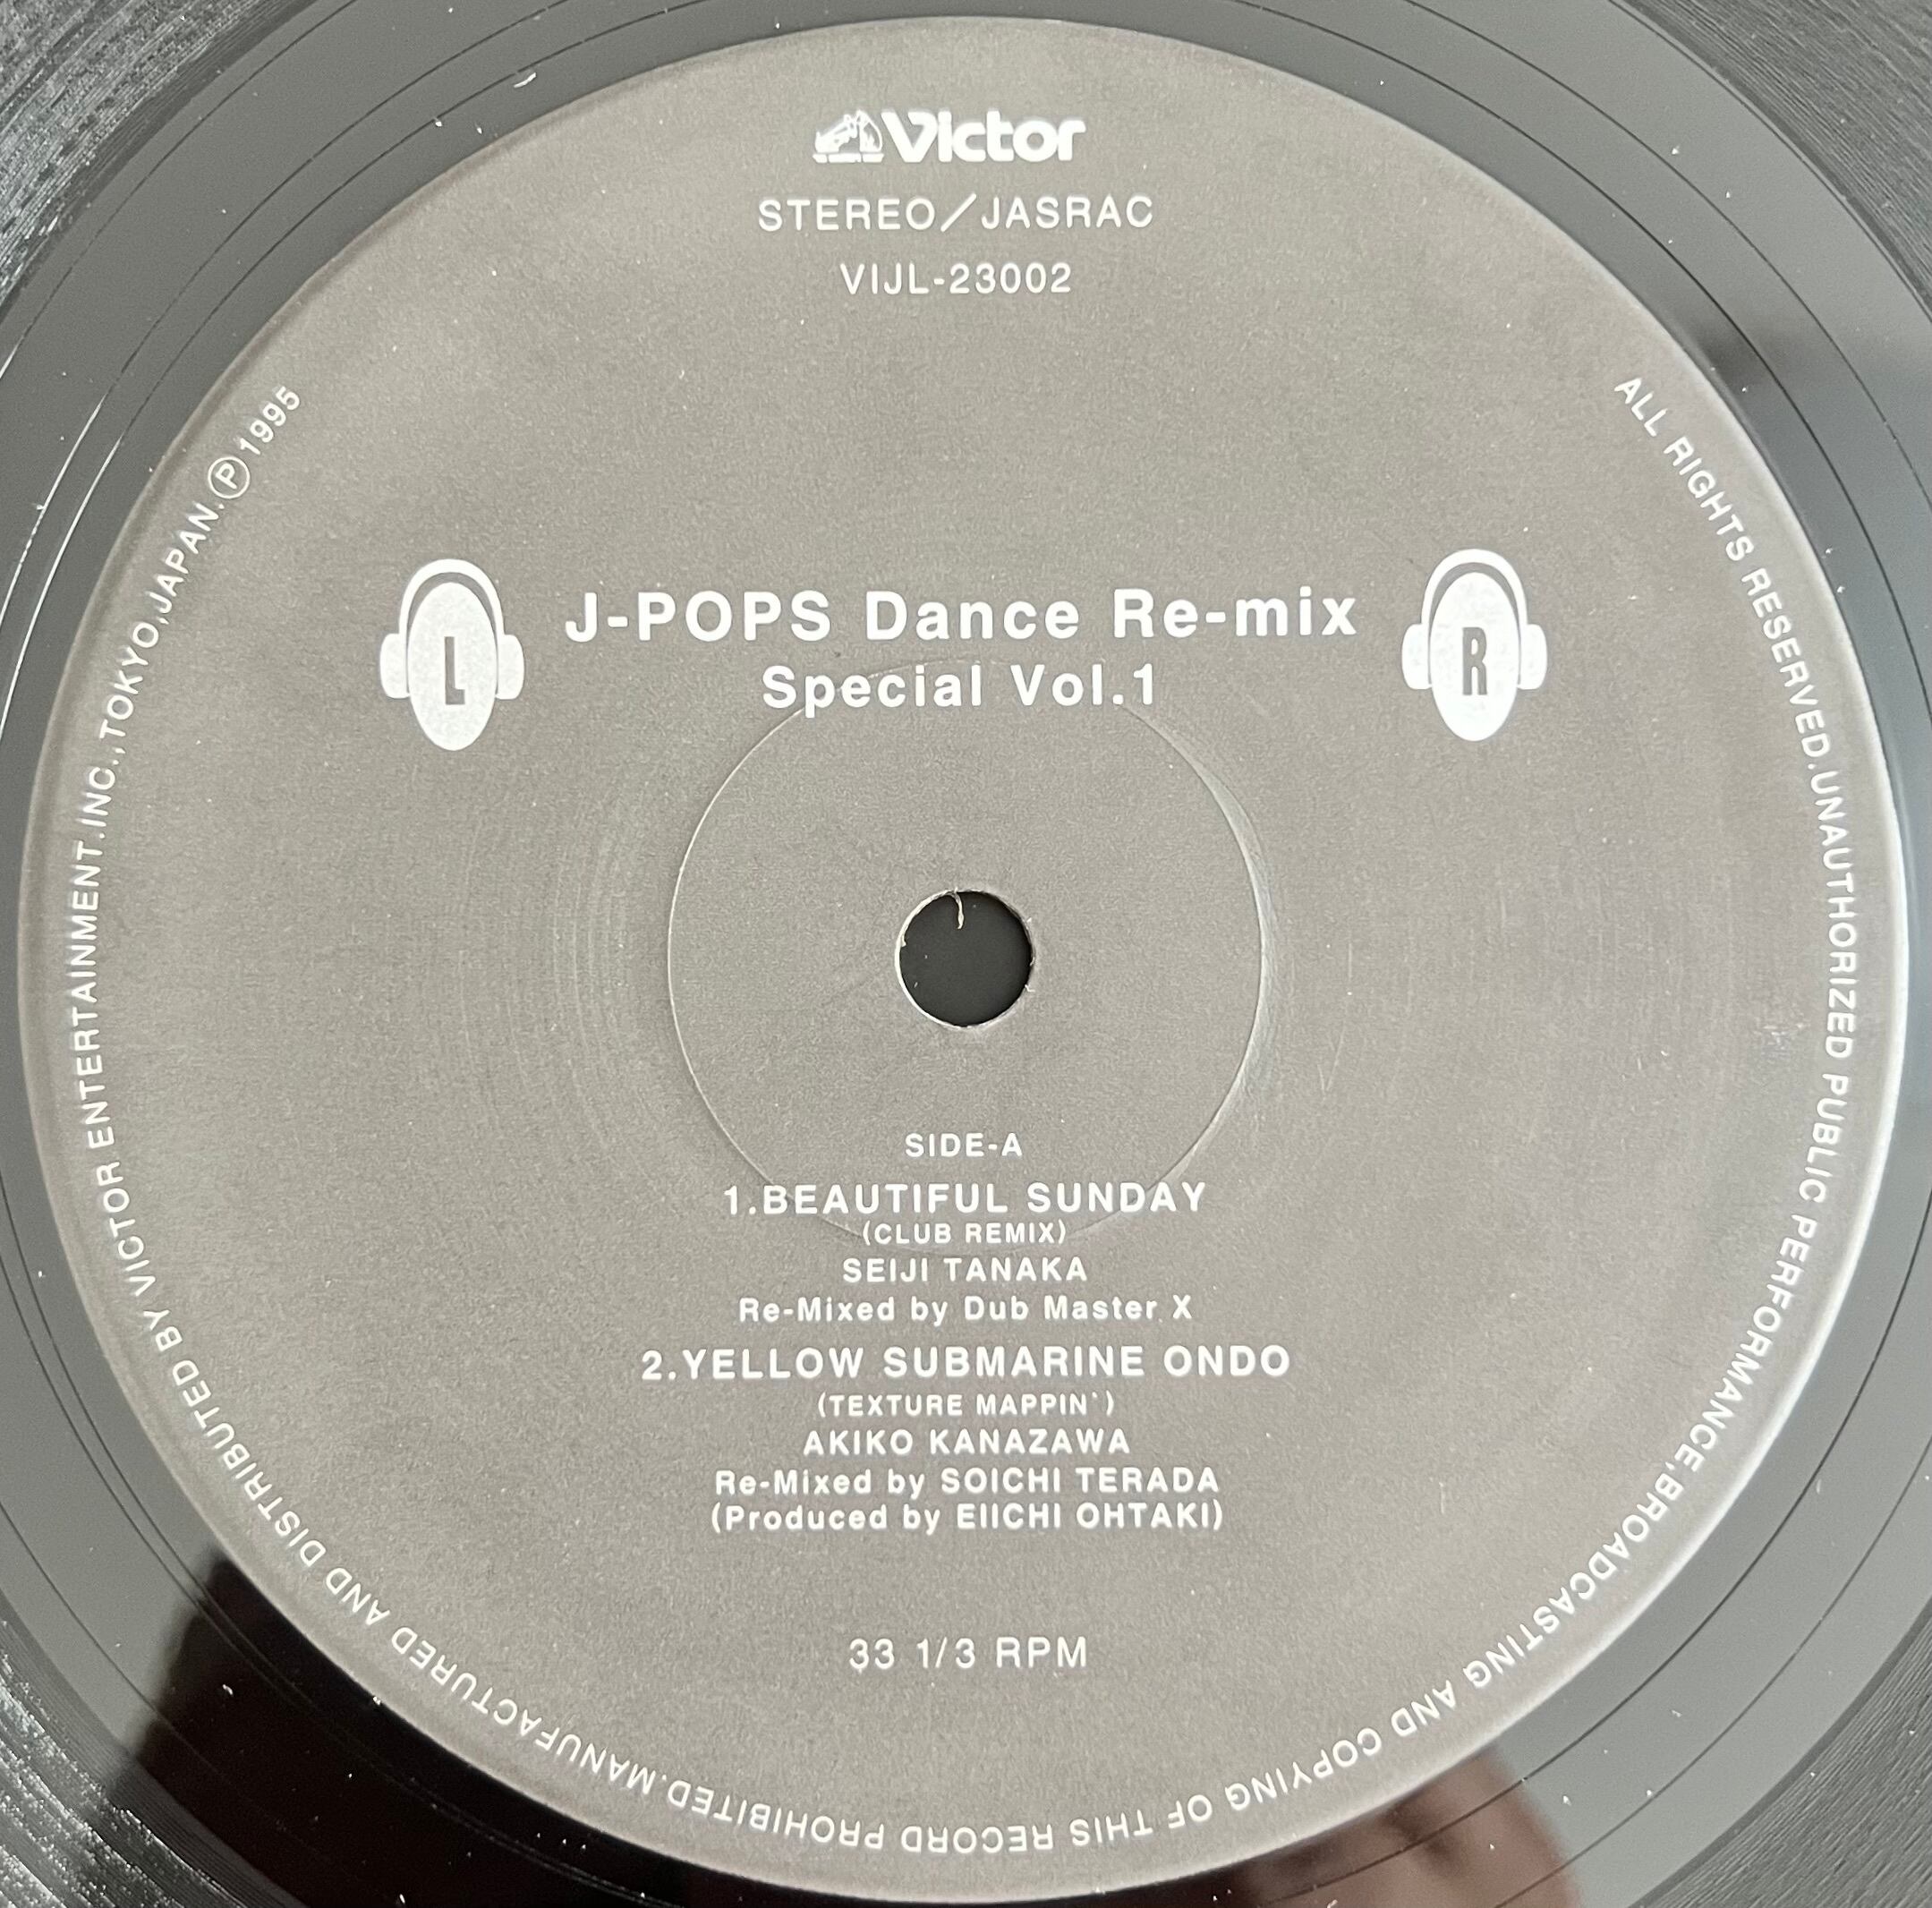 Victor
STEREO/JASRAC
VIJL-23002
L
J-POPS Dance Re-mix
R
Special Vol.1
SIDE-A
1.BEAUTIFUL SUNDAY
(CLUB REMIX)
SEIJI TANAKA
Re-Mixed by Dub Master X
2.YELLOW SUBMARINE ONDO
(TEXTURE MAPPIN')
AKIKO KANAZAWA
Re-Mixed by SOICHI TERADA
(Produced by EIICHI OHTAKI)
33 1/3 RPM
ALL RIGHTS RESERVED.UNAUTHORIZED PUBLIC PERFORMANCE,BROADCASTING AND COPYING OF THIS RECORD PROHIBITED.MANUFACTURED AND DISTRIBUTED BY VICTOR ENTERTAINMENT.INC.,TOKYO,JAPAN.Ⓟ1995